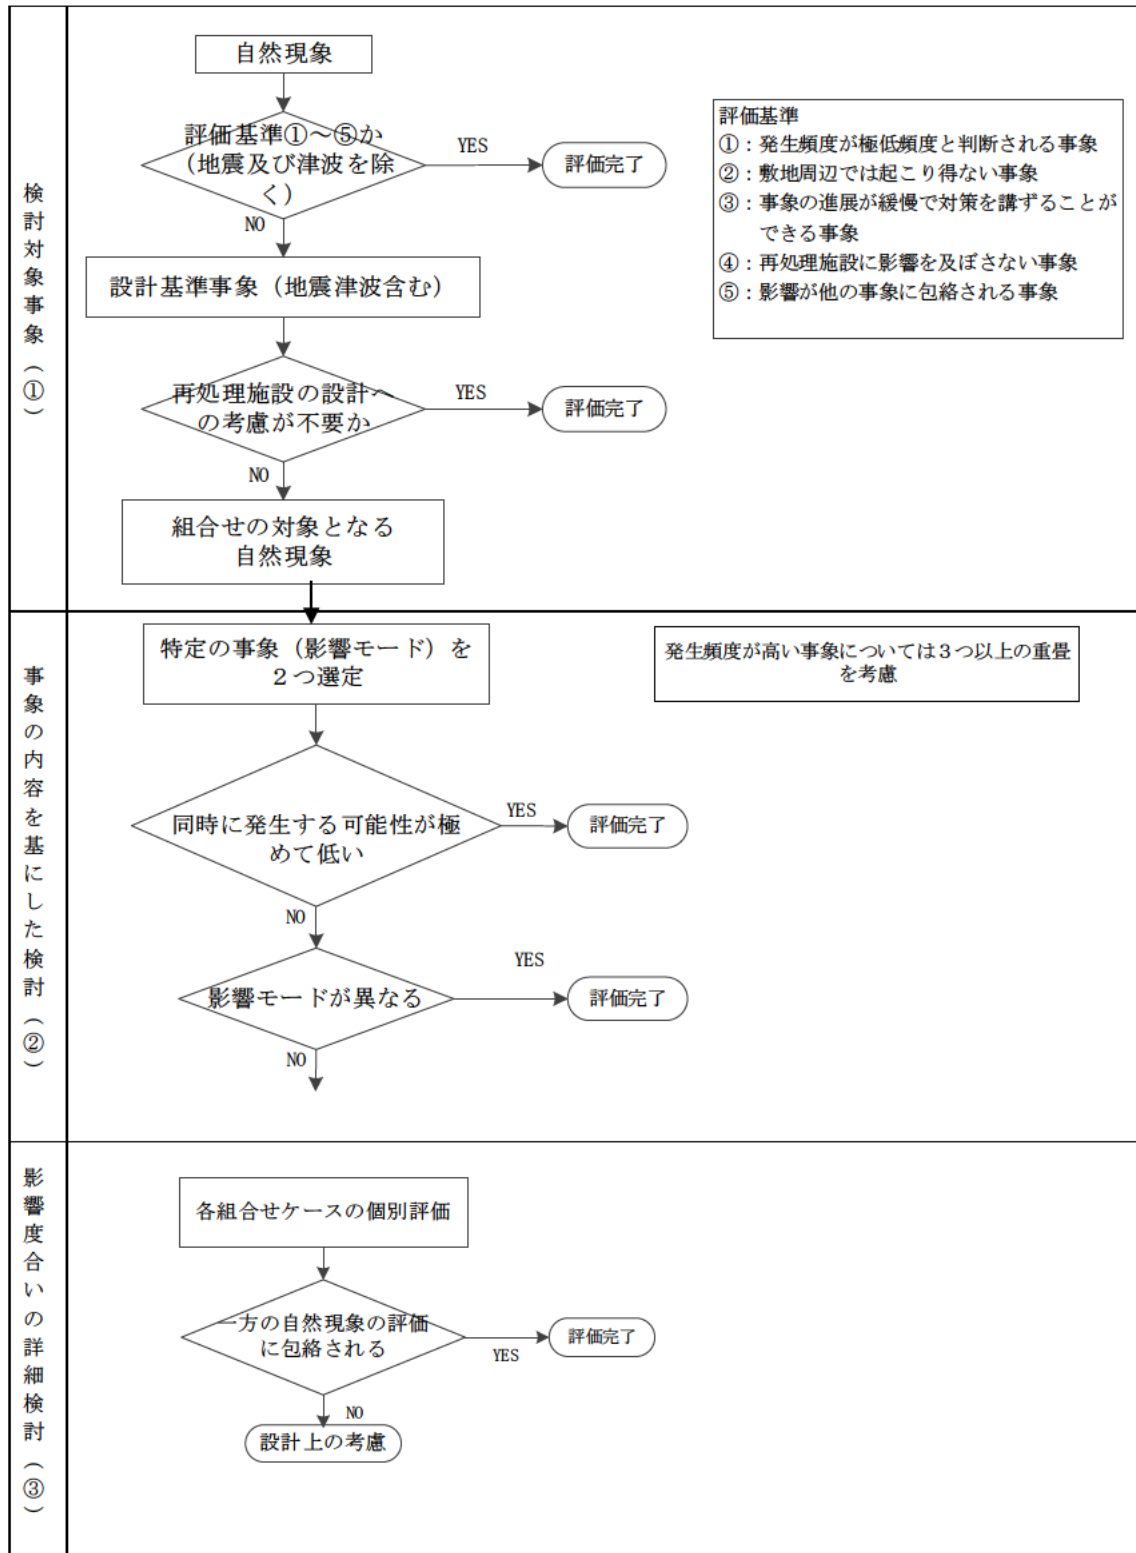 検討対象事象（①）
自然現象
評価基準①～⑤か
（地震及び津波を除
く）
YES
評価完了
NO
評価基準
①：発生頻度が極低頻度と判断される事象
②：敷地周辺では起こり得ない事象
③：事象の進展が緩慢で対策を講ずることが
できる事象
④：再処理施設に影響を及ぼさない事象
⑤：影響が他の事象に包絡される事象
設計基準事象（地震津波含む）
再処理施設の設計へ
の考慮が不要か
YES
評価完了
NO
組合せの対象となる
自然現象
事象の内容を基にした検討（②）
特定の事象（影響モード）を
２つ選定
発生頻度が高い事象については３つ以上の重畳
を考慮
同時に発生する可能性が極
めて低い
YES
評価完了
NO
影響モードが異なる
YES
評価完了
NO
影響度合いの詳細検討（③）
各組合せケースの個別評価
一方の自然現象の評価
に包絡される
YES
評価完了
NO
設計上の考慮